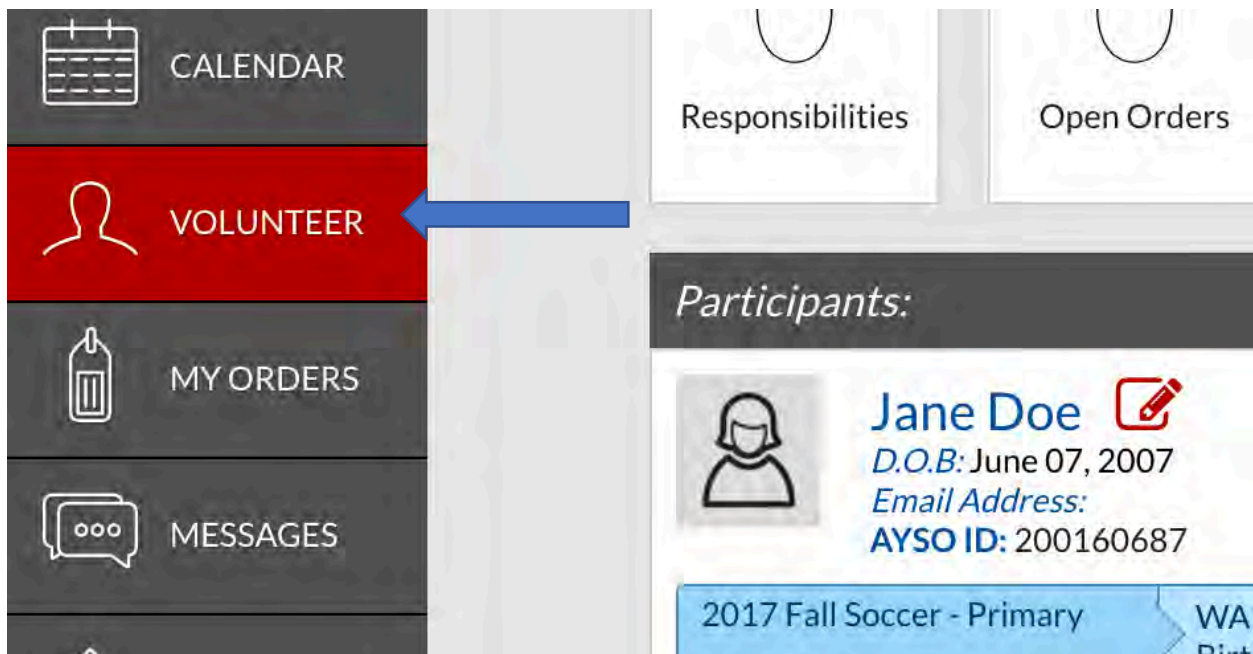 CALENDAR
VOLUNTEER
MY ORDERS
MESSAGES
Responsibilities
Open Orders
Participants:
Jane Doe
D.O.B: June 07, 2007
Email Address:
AYSO ID: 200160687
2017 Fall Soccer - Primary
WA